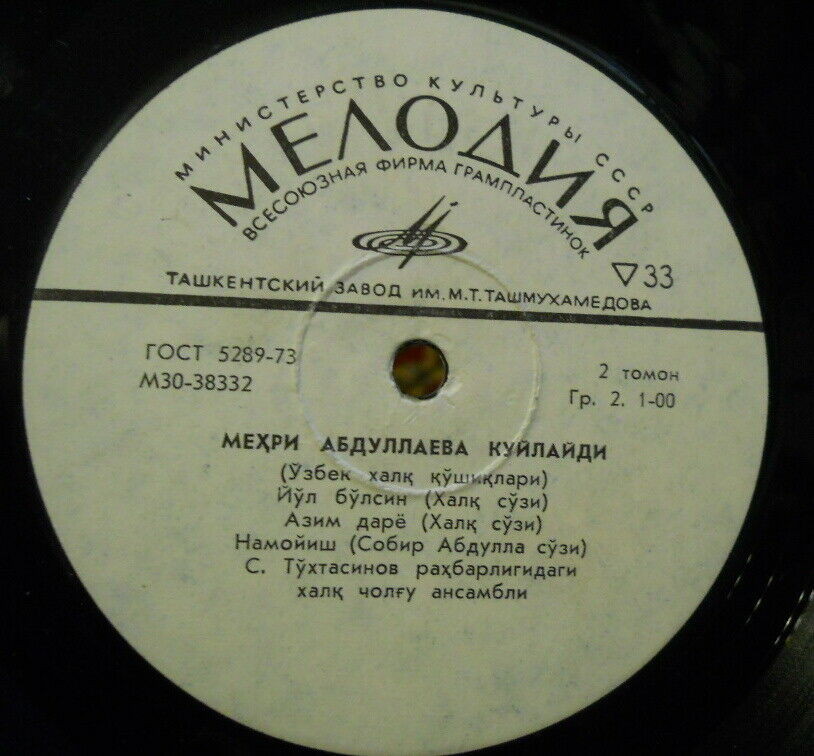 МИНИСТЕРСТВО КУЛЬТУРЫ СССР
МЕЛОДИЯ
ВСЕСОЮЗНАЯ ФИРМА ГРАМПЛАСТИНОК
33
ТАШКЕНТСКИЙ ЗАВОД ИМ. М.Т. ТАШМУХАМЕДОВА
ГОСТ 5289-73
М30-38332
2 томон
Гр. 2. 1-00
МЕҲРИ АБДУЛЛАЕВА КУЙЛАЙДИ
(Ўзбек халқ қўшиқлари)
Йўл бўлсин (Халқ сўзи)
Азим дарё (Халқ сўзи)
Намойиш (Собир Абдулла сўзи)
С. Тўхтасинов раҳбарлигидаги
халқ чолғу ансамбли